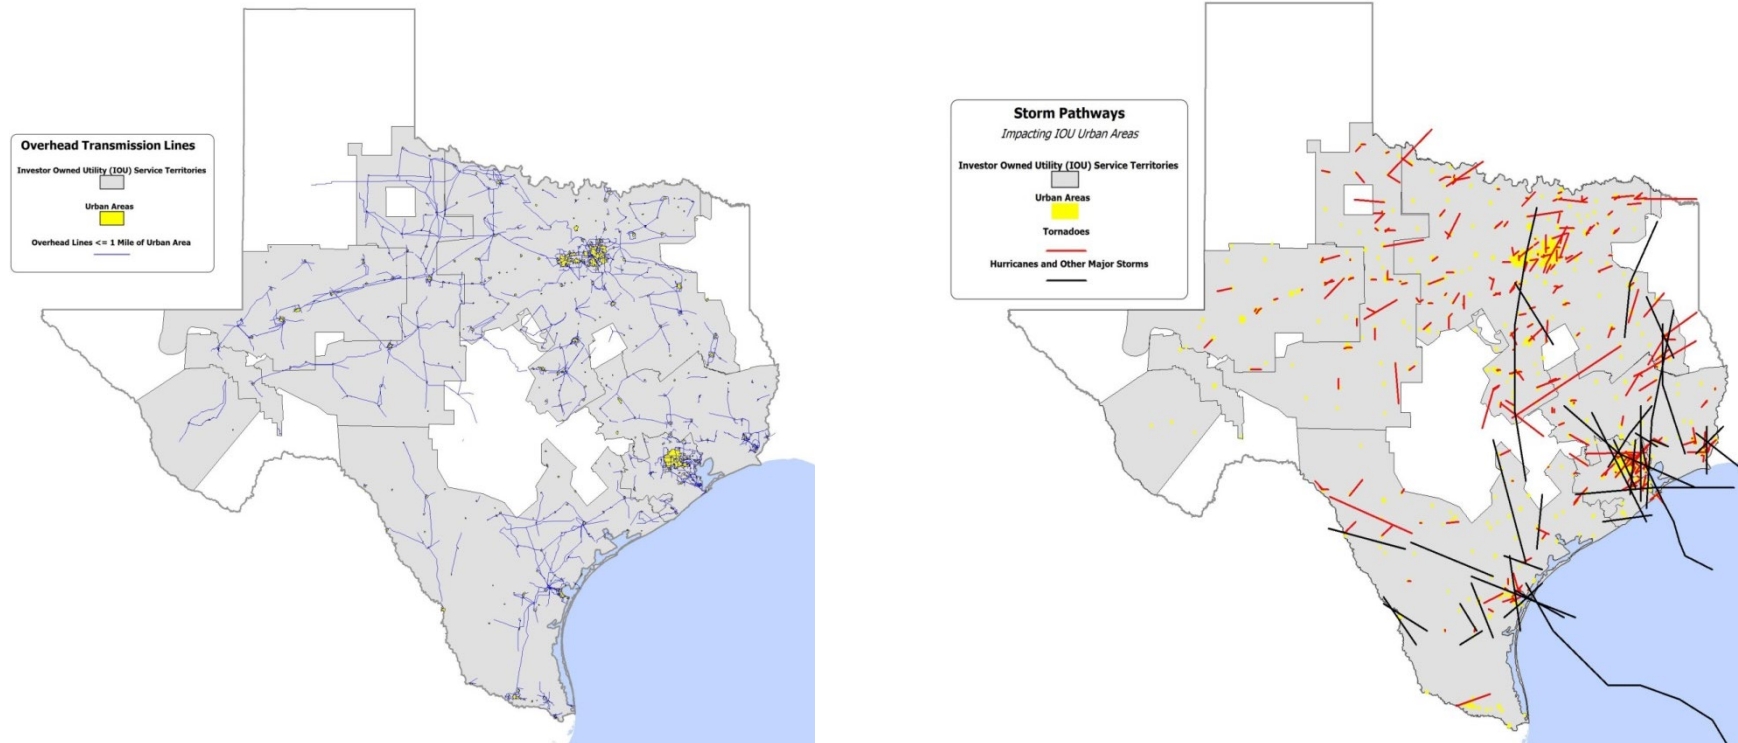 Overhead Transmission Lines
Investor Owned Utility (IOU) Service Territories
Urban Areas
Overhead Lines <= 1 Mile of Urban Area
Storm Pathways
Impacting IOU Urban Areas
Investor Owned Utility (IOU) Service Territories
Urban Areas
Tornadoes
Hurricanes and Other Major Storms